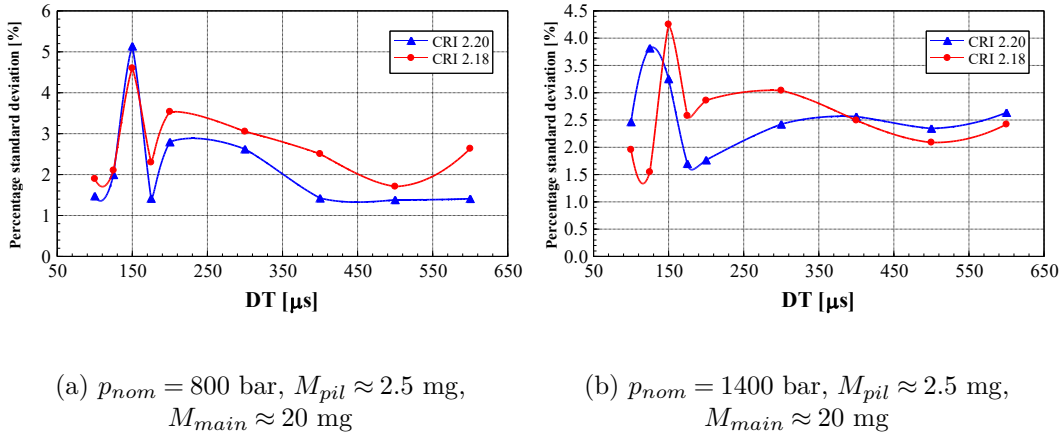 Percentage standard deviation [%]
6
5
4
3
2
1
0
50
150
250
350
450
550
650
DT [μs]
CRI 2.20
CRI 2.18
Percentage standard deviation [%]
4.5
4.0
3.5
3.0
2.5
2.0
1.5
1.0
0.5
0.0
50
150
250
350
450
550
650
DT [μs]
CRI 2.20
CRI 2.18
(a) p_nom = 800 bar, M_pil ≈ 2.5 mg,
M_main ≈ 20 mg
(b) p_nom = 1400 bar, M_pil ≈ 2.5 mg,
M_main ≈ 20 mg